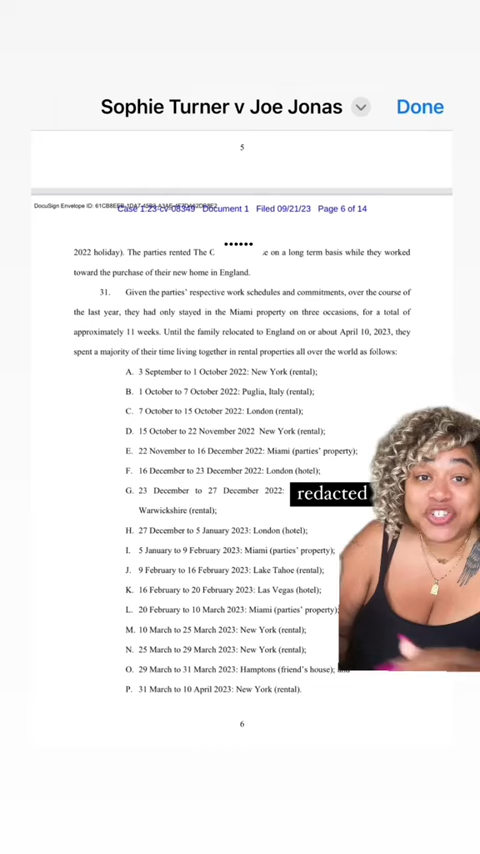 Sophie Turner v Joe Jonas
Done
5
Case 1:23-cv-08349 Document 1 Filed 09/21/23 Page 6 of 14
DocuSign Envelope ID:
2022 holiday). The parties rented The C
on a long term basis while they worked
toward the purchase of their new home in England.
31. Given the parties' respective work schedules and commitments, over the course of
the last year, they had only stayed in the Miami property on three occasions, for a total of
approximately 11 weeks. Until the family relocated to England on or about April 10, 2023, they
spent a majority of their time living together in rental properties all over the world as follows:
A. 3 September to 1 October 2022: New York (rental);
B. 1 October to 7 October 2022: Puglia, Italy (rental);
C. 7 October to 15 October 2022: London (rental);
D. 15 October to 22 November 2022 New York (rental);
E. 22 November to 16 December 2022: Miami (parties' property);
F. 16 December to 23 December 2022: London (hotel);
G. 23 December to 27 December 2022: redacted
Warwickshire (rental);
H. 27 December to 5 January 2023: London (hotel);
I. 5 January to 9 February 2023: Miami (parties' property);
J. 9 February to 16 February 2023: Lake Tahoe (rental);
K. 16 February to 20 February 2023: Las Vegas (hotel);
L. 20 February to 10 March 2023: Miami (parties' property);
M. 10 March to 25 March 2023: New York (rental);
N. 25 March to 29 March 2023: New York (rental);
O. 29 March to 31 March 2023: Hamptons (friend's house); and
P. 31 March to 10 April 2023: New York (rental).
6